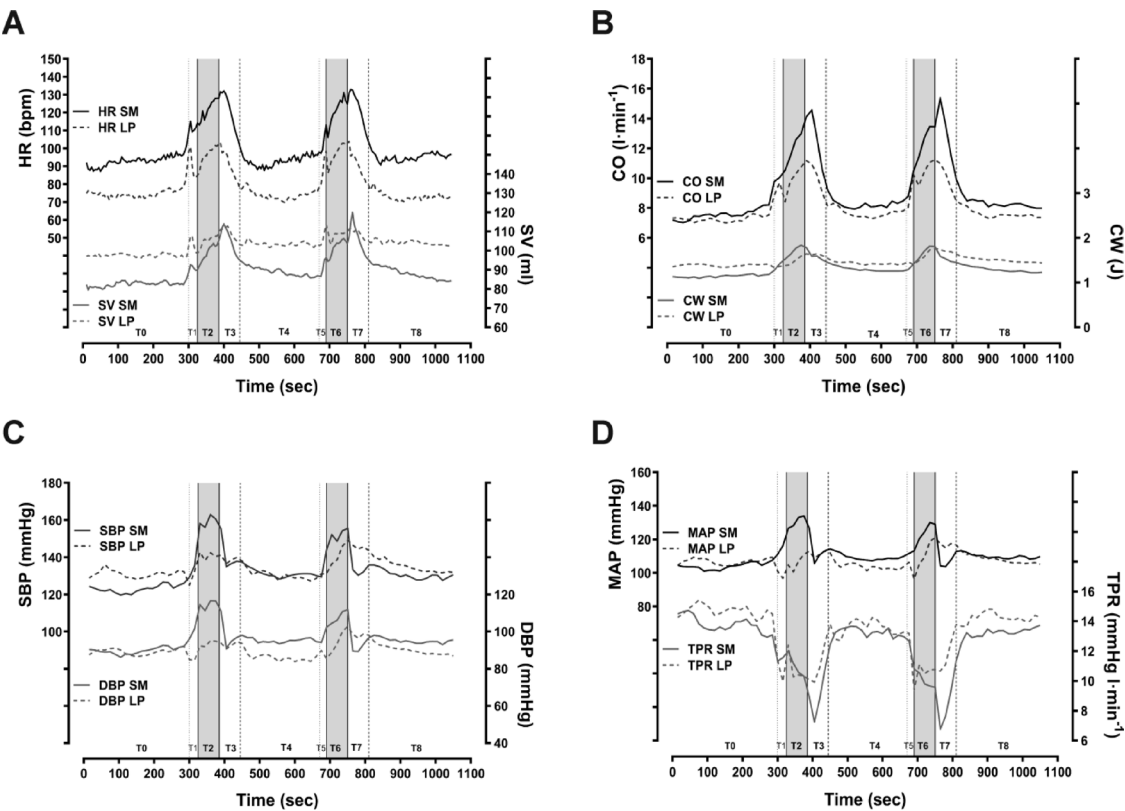 A
HR (bpm)
150
140
130
120
110
100
90
80
70
60
50
HR SM
HR LP
SV SM
SV LP
140
130
120
110
100
90
80
70
60
SV (ml)
T0 T1 T2 T3 T4 T5 T6 T7 T8
0 100 200 300 400 500 600 700 800 900 1000 1100
Time (sec)
B
CO (l·min⁻¹)
18
16
14
12
10
8
6
CO SM
CO LP
CW SM
CW LP
3
2
1
0
CW (J)
T0 T1 T2 T3 T4 T5 T6 T7 T8
0 100 200 300 400 500 600 700 800 900 1000 1100
Time (sec)
C
SBP (mmHg)
180
160
140
120
100
SBP SM
SBP LP
DBP SM
DBP LP
120
100
80
60
40
DBP (mmHg)
T0 T1 T2 T3 T4 T5 T6 T7 T8
0 100 200 300 400 500 600 700 800 900 1000 1100
Time (sec)
D
MAP (mmHg)
160
140
120
100
80
MAP SM
MAP LP
TPR SM
TPR LP
16
14
12
10
8
6
TPR (mmHg l·min⁻¹)
T0 T1 T2 T3 T4 T5 T6 T7 T8
0 100 200 300 400 500 600 700 800 900 1000 1100
Time (sec)